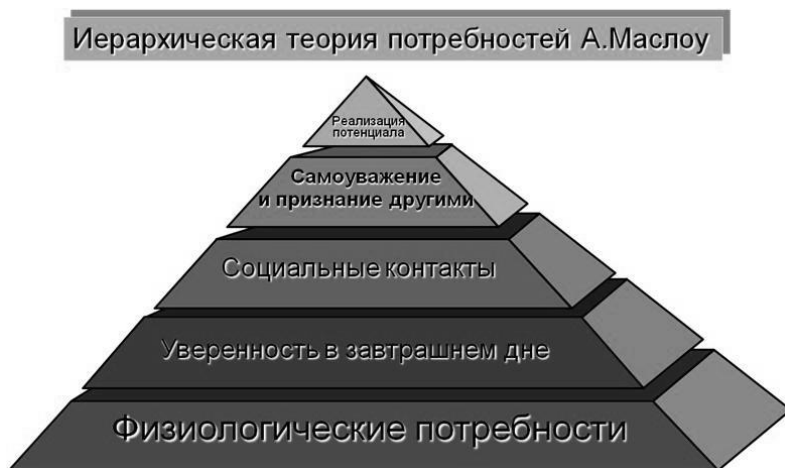 Иерархическая теория потребностей А.Маслоу
Реализация
потенциала
Самоуважение
и признание другими
Социальные контакты
Уверенность в завтрашнем дне
Физиологические потребности